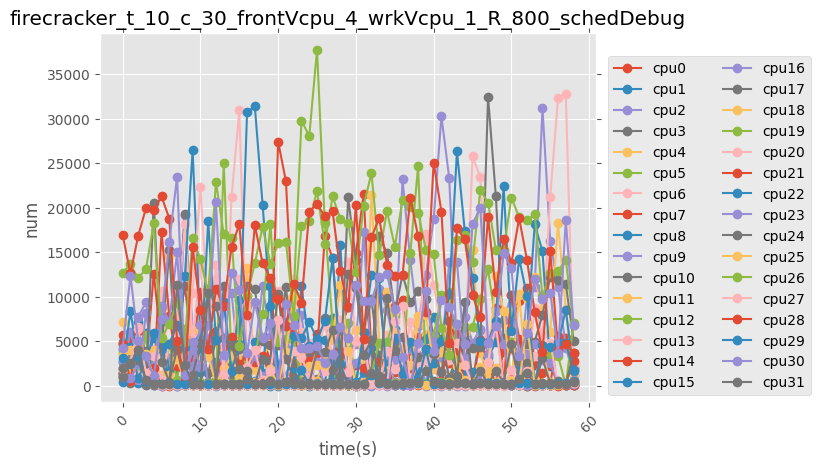 firecracker_t_10_c_30_frontVcpu_4_wrkVcpu_1_R_800_schedDebug
35000
30000
25000
20000
15000
10000
5000
0
num
0
10
20
30
40
50
60
time(s)
cpu0
cpu1
cpu2
cpu3
cpu4
cpu5
cpu6
cpu7
cpu8
cpu9
cpu10
cpu11
cpu12
cpu13
cpu14
cpu15
cpu16
cpu17
cpu18
cpu19
cpu20
cpu21
cpu22
cpu23
cpu24
cpu25
cpu26
cpu27
cpu28
cpu29
cpu30
cpu31